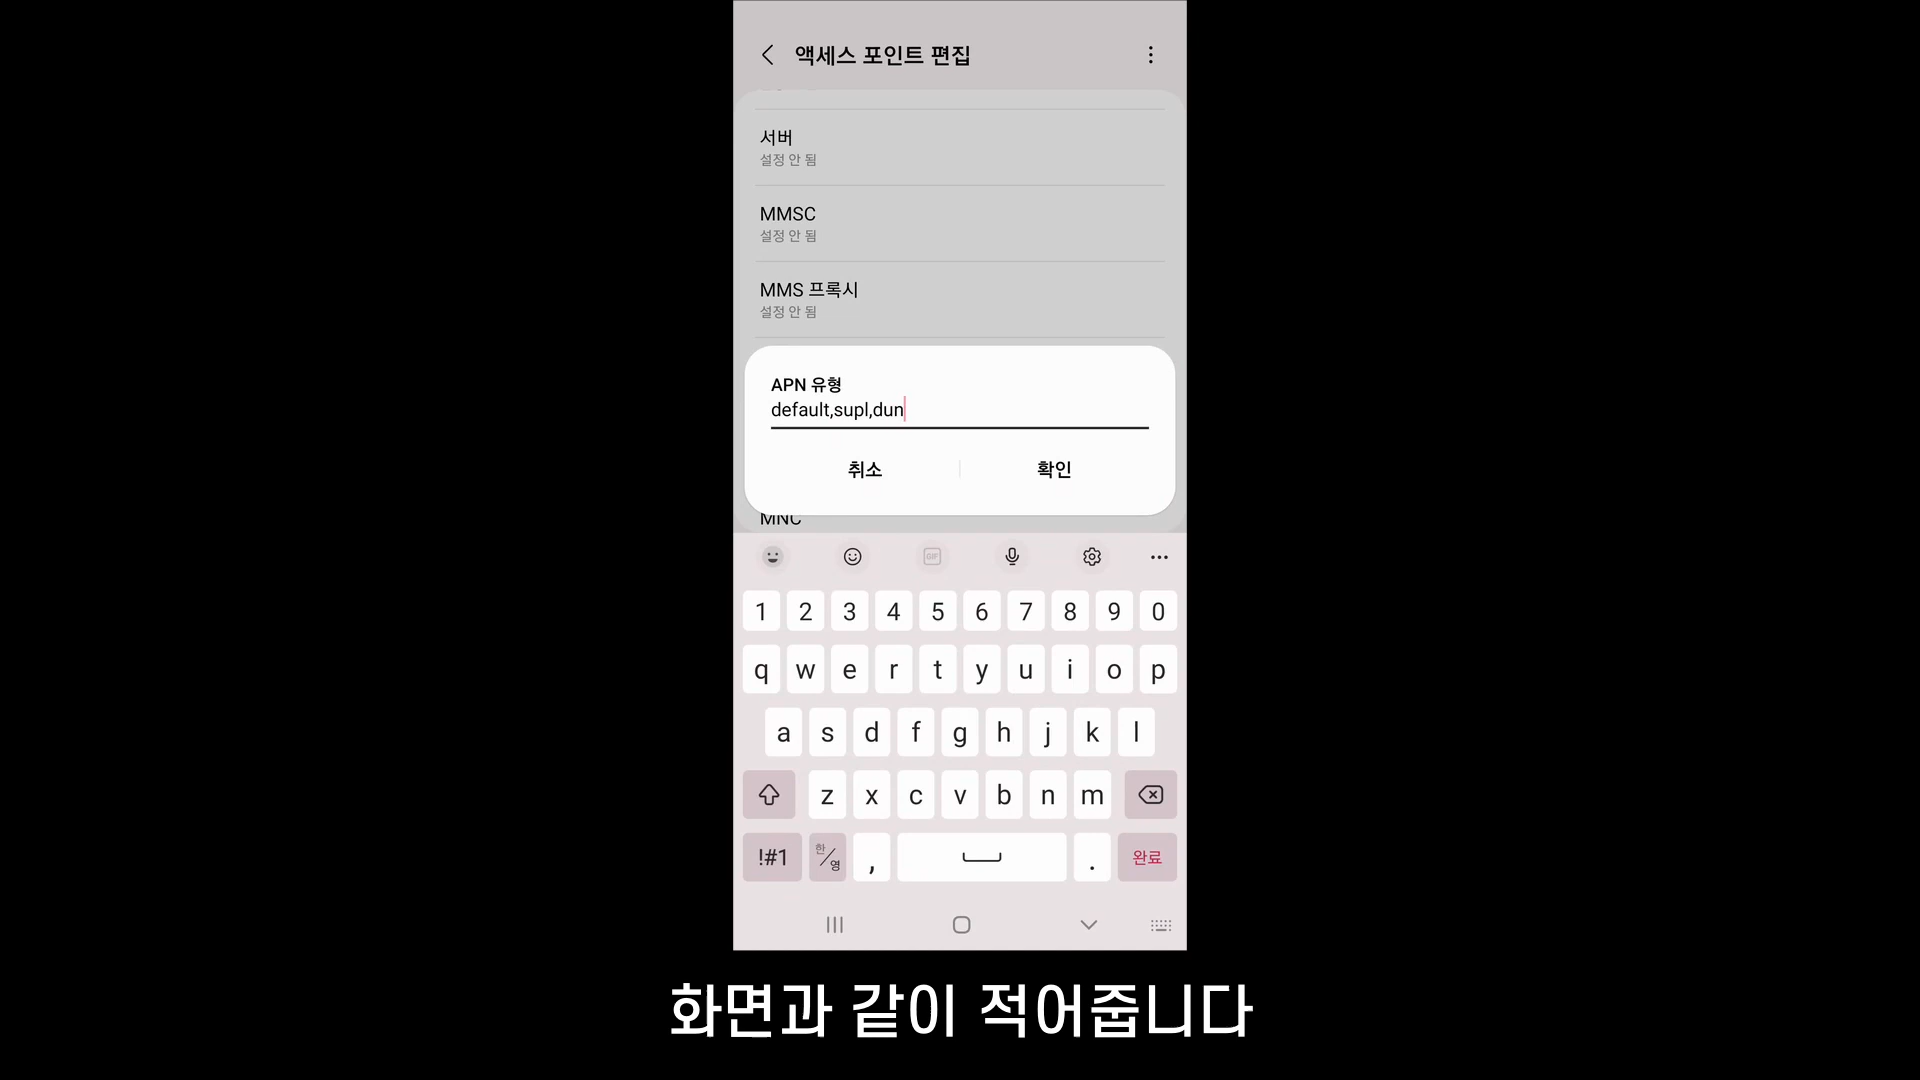 액세스 포인트 편집
서버
설정 안 됨
MMSC
설정 안 됨
MMS 프록시
설정 안 됨
APN 유형
default,supl,dun
취소
확인
MNC
GIF
1 2 3 4 5 6 7 8 9 0
q w e r t y u i o p
a s d f g h j k l
z x c v b n m
!#1 한/영 , . 완료
화면과 같이 적어줍니다